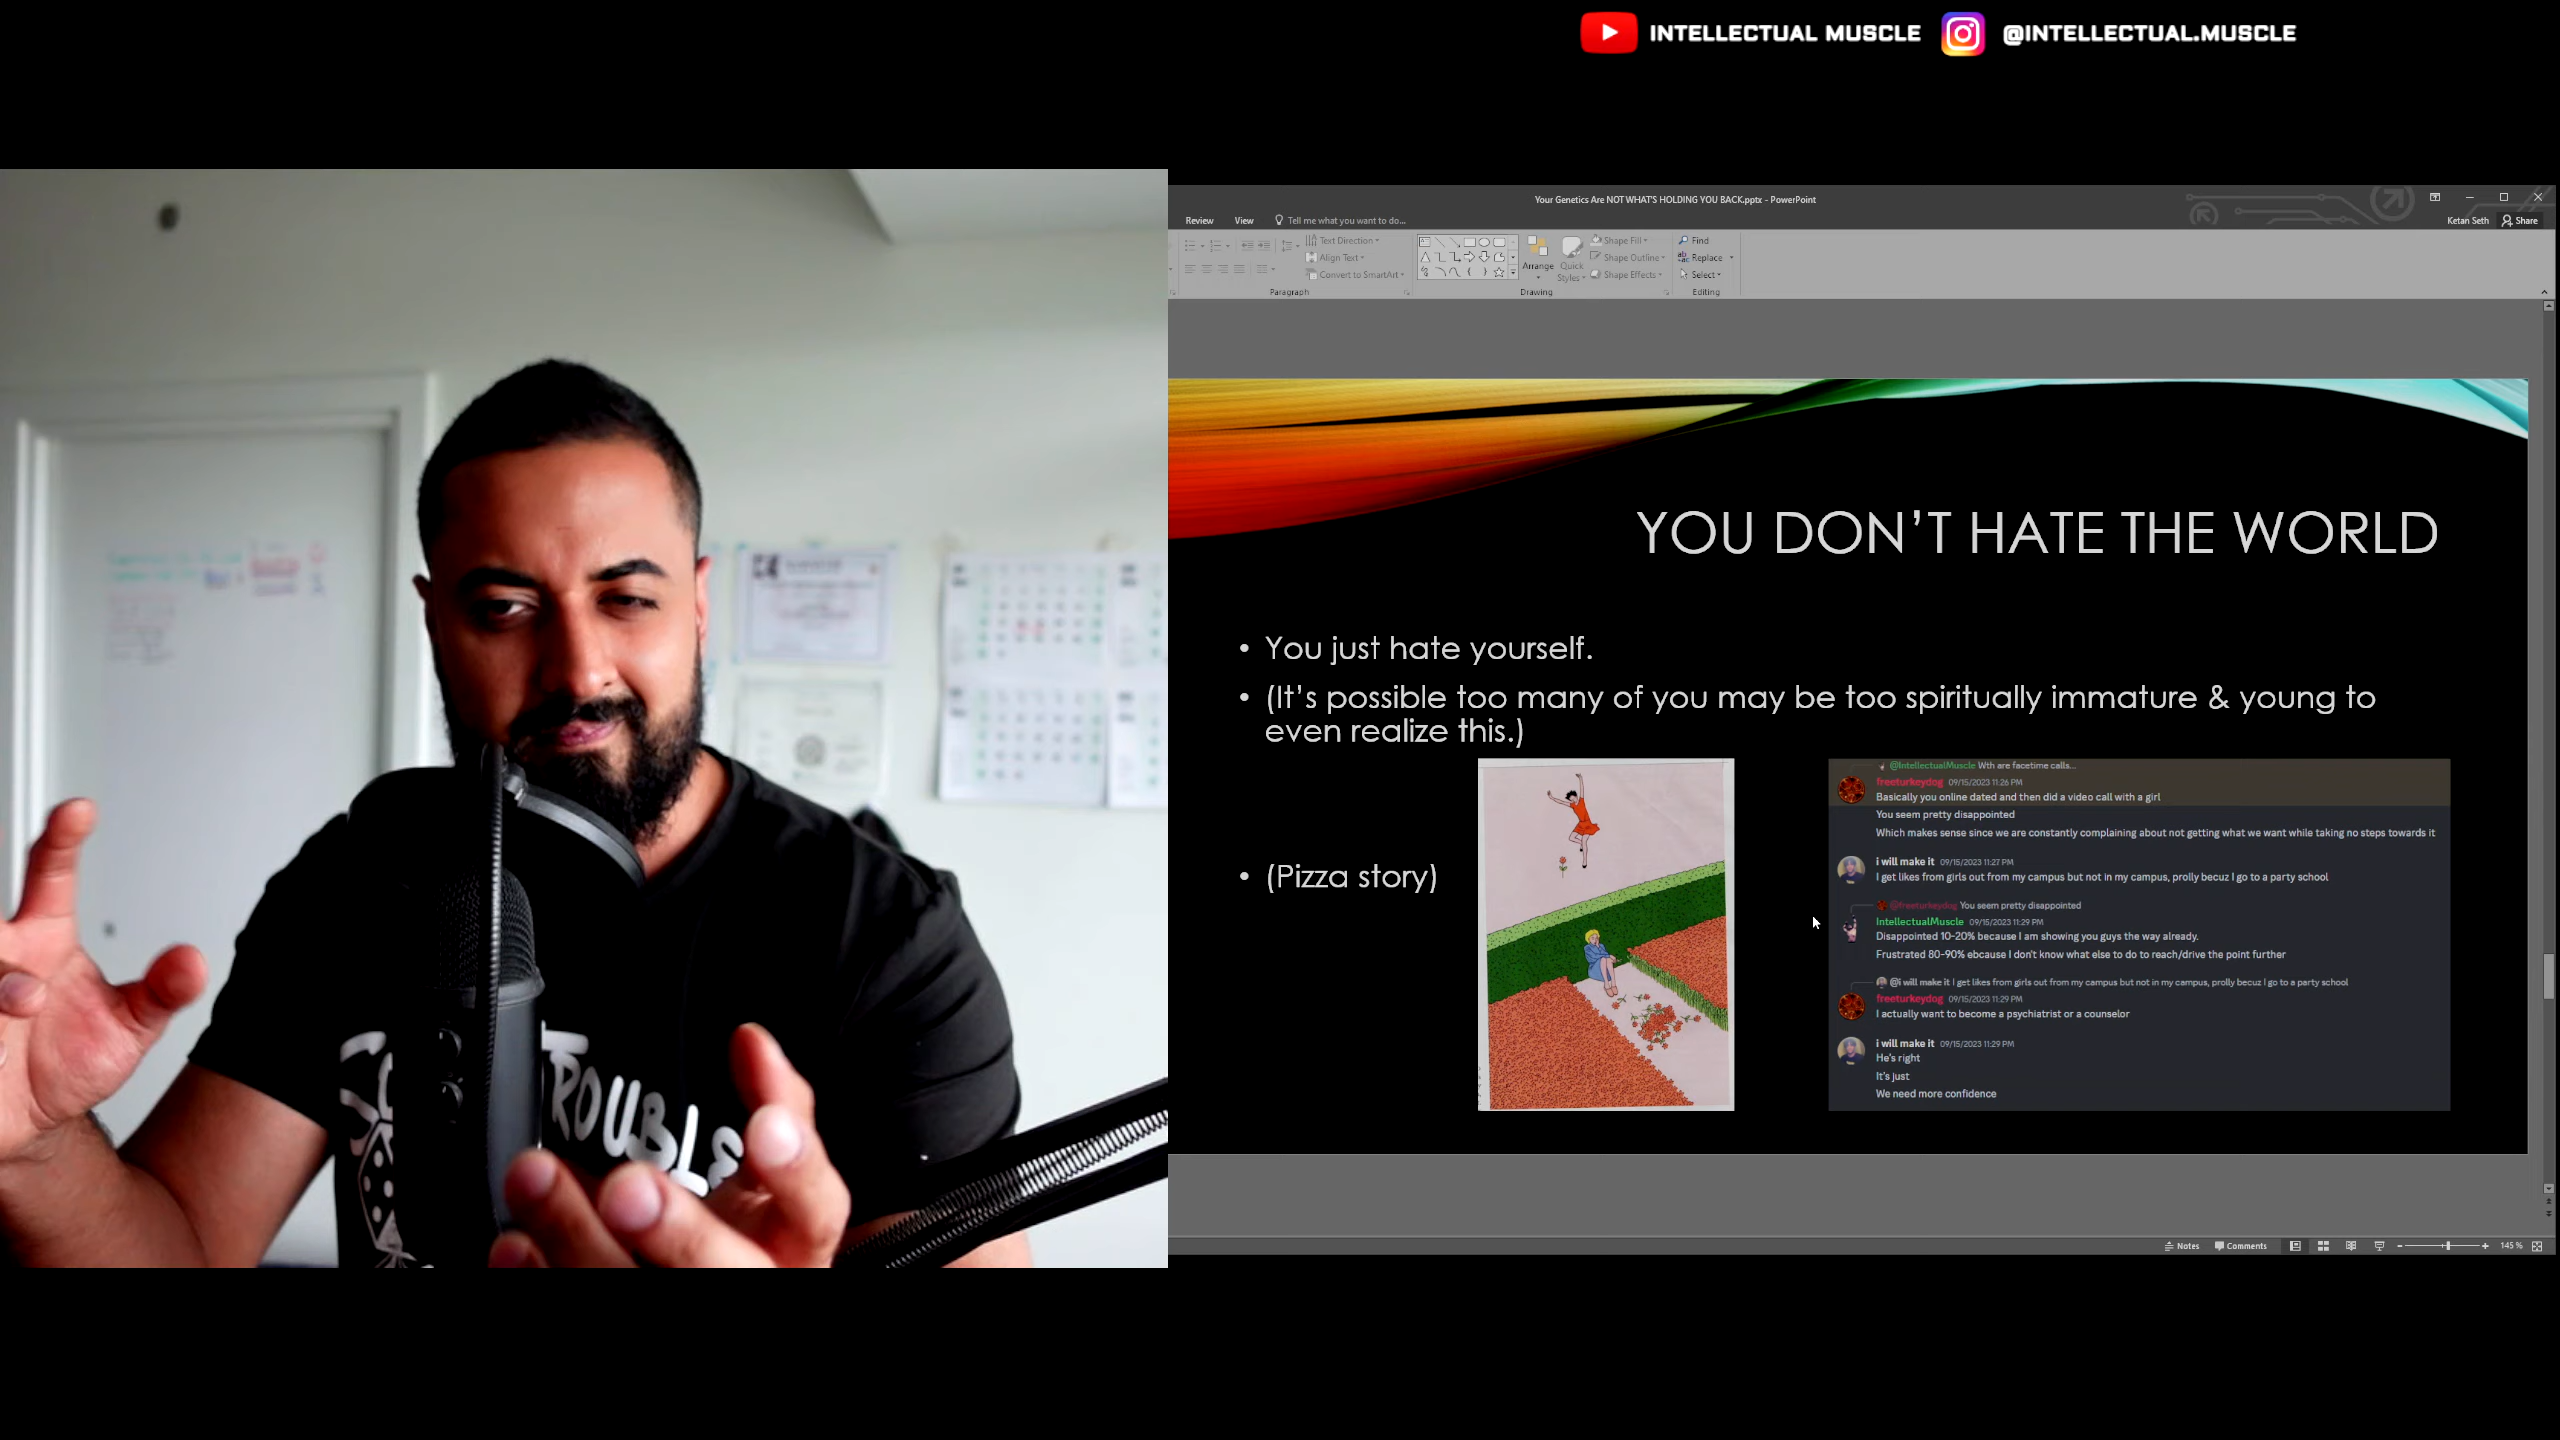 INTELLECTUAL MUSCLE @INTELLECTUAL.MUSCLE
Your Genetics Are NOT WHAT'S HOLDING YOU BACK.pptx - PowerPoint
Review View Tell me what you want to do... Ketan Seth Share
Text Direction
Align Text
Convert to SmartArt
Paragraph
Arrange
Quick Styles
Shape Fill
Shape Outline
Shape Effects
Drawing
Find
Replace
Select
Editing
YOU DON'T HATE THE WORLD
• You just hate yourself.
• (It's possible too many of you may be too spiritually immature & young to
even realize this.)
• (Pizza story)
@IntellectualMuscle Wth are facetime calls...
freeturkeydog 09/15/2023 11:26 PM
Basically you online dated and then did a video call with a girl
You seem pretty disappointed
Which makes sense since we are constantly complaining about not getting what we want while taking no steps towards it
i will make it 09/15/2023 11:27 PM
I get likes from girls out from my campus but not in my campus, prolly becuz I go to a party school
@freeturkeydog You seem pretty disappointed
IntellectualMuscle 09/15/2023 11:29 PM
Disappointed 10-20% because I am showing you guys the way already.
Frustrated 80-90% ebcause I don't know what else to do to reach/drive the point further
@i will make it I get likes from girls out from my campus but not in my campus, prolly becuz I go to a party school
freeturkeydog 09/15/2023 11:29 PM
I actually want to become a psychiatrist or a counselor
i will make it 09/15/2023 11:29 PM
He's right
It's just
We need more confidence
TROUBLE
Notes Comments 145 %